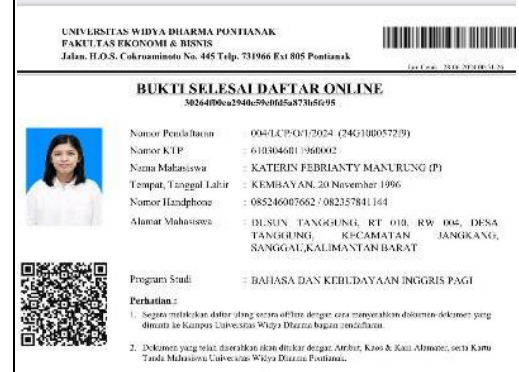 UNIVERSITAS WIDYA DHARMA PONTIANAK
FAKULTAS EKONOMI & BISNIS
Jalan. H.O.S. Cokroaminoto No. 445 Telp. 731966 Ext 805 Pontianak
BUKTI SELESAI DAFTAR ONLINE
Nomor Pendaftaran : 004/LCP/O/1/2024 (24G10005729)
Nomor KTP : 6103046011960002
Nama Mahasiswa : KATERIN FEBRIANTY MANURUNG (P)
Tempat, Tanggal Lahir : KEMBAYAN, 20 November 1996
Nomor Handphone : 085246007662 / 082357841144
Alamat Mahasiswa : DUSUN TANGGUNG, RT 010, RW 004, DESA
TANGGUNG, KECAMATAN JANGKANG,
SANGGAU,KALIMANTAN BARAT
Program Studi : BAHASA DAN KEBUDAYAAN INGGRIS PAGI
Perhatian :
1. Segera melakukan daftar ulang secara offline dengan cara menyerahkan dokumen-dokumen yang
diminta ke Kampus Universitas Widya Dharma bagian pendaftaran.
2. Dokumen yang telah diserahkan akan ditukar dengan Atribut, Kaos & Kain Almamater, serta Kartu
Tanda Mahasiswa Universitas Widya Dharma Pontianak.